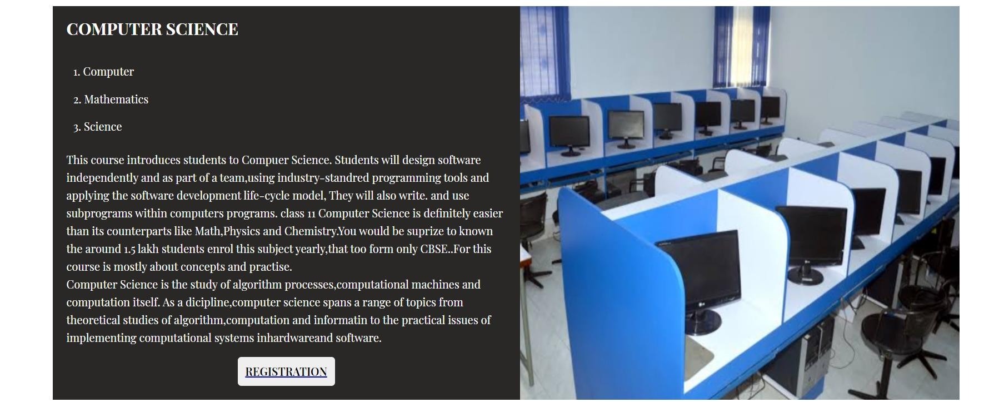 COMPUTER SCIENCE
1. Computer
2. Mathematics
3. Science
This course introduces students to Compuer Science. Students will design software
independently and as part of a team,using industry-standred programming tools and
applying the software development life-cycle model, They will also write. and use
subprograms within computers programs. class 11 Computer Science is definitely easier
than its counterparts like Math,Physics and Chemistry.You would be suprize to known
the around 1.5 lakh students enrol this subject yearly,that too form only CBSE..For this
course is mostly about concepts and practise.
Computer Science is the study of algorithm processes,computational machines and
computation itself. As a dicipline,computer science spans a range of topics from
theoretical studies of algorithm,computation and informatin to the practical issues of
implementing computational systems inhardwareand software.
REGISTRATION
LG
LG